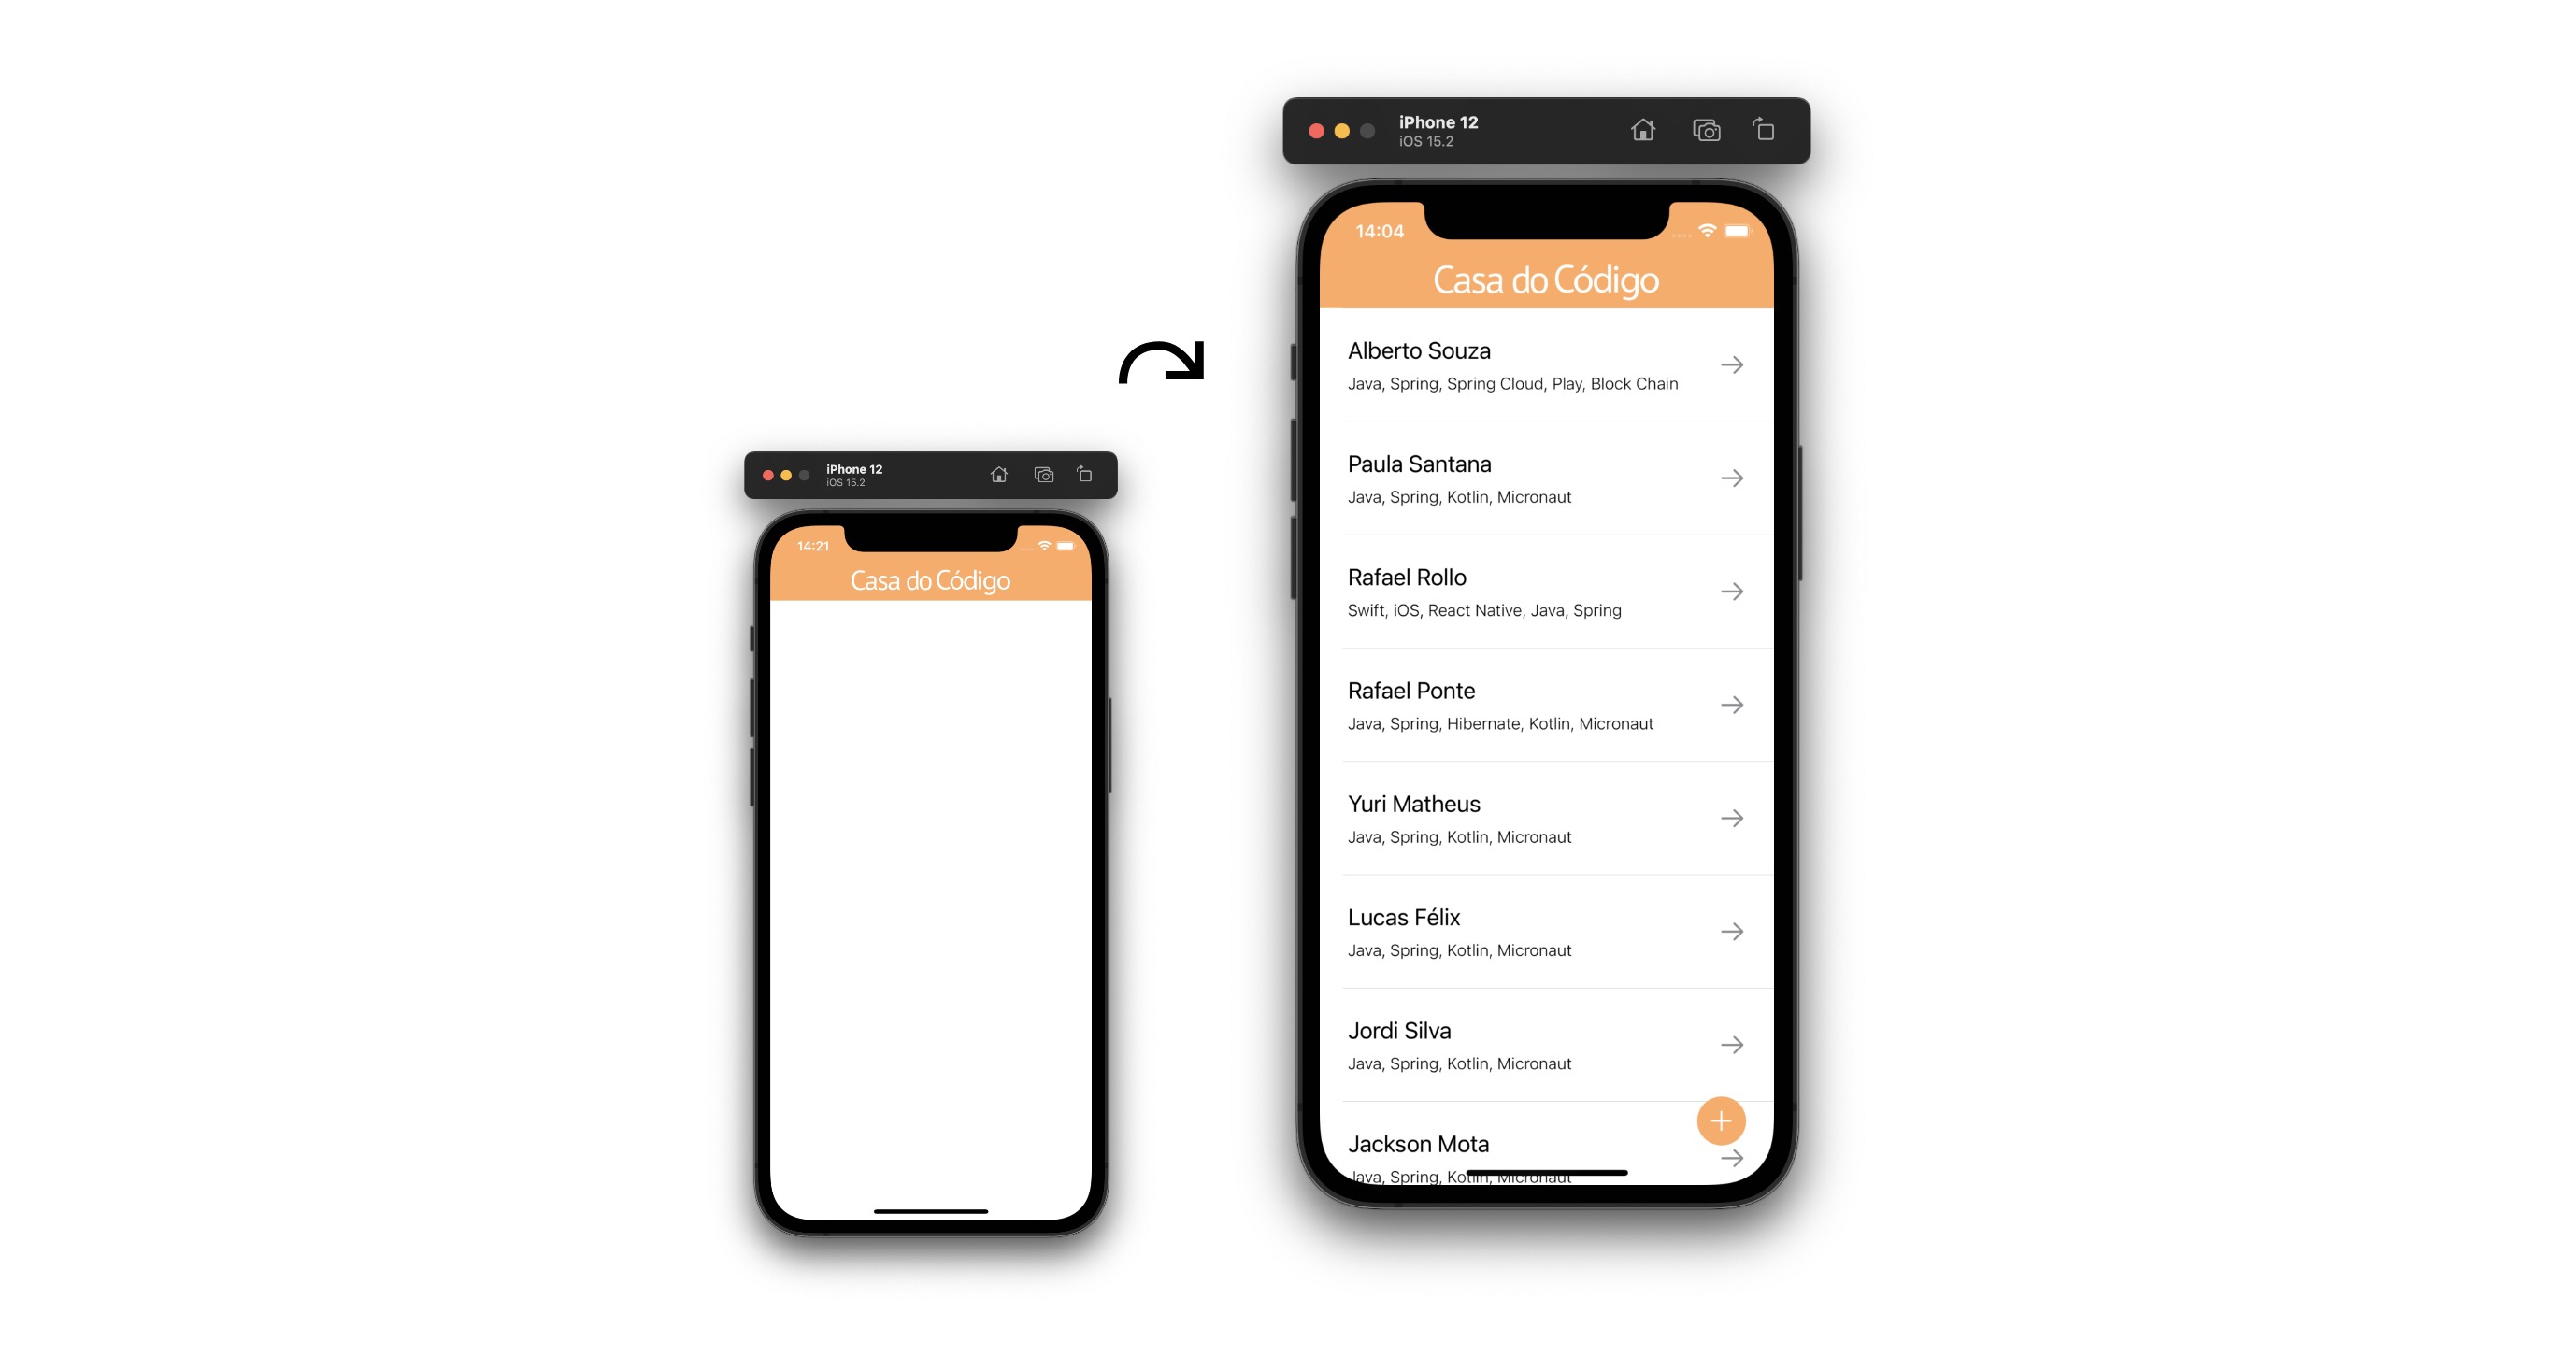 iPhone 12
iOS 15.2
14:21
Casa do Código
iPhone 12
iOS 15.2
14:04
Casa do Código
Alberto Souza
Java, Spring, Spring Cloud, Play, Block Chain
Paula Santana
Java, Spring, Kotlin, Micronaut
Rafael Rollo
Swift, iOS, React Native, Java, Spring
Rafael Ponte
Java, Spring, Hibernate, Kotlin, Micronaut
Yuri Matheus
Java, Spring, Kotlin, Micronaut
Lucas Félix
Java, Spring, Kotlin, Micronaut
Jordi Silva
Java, Spring, Kotlin, Micronaut
Jackson Mota
Java, Spring, Kotlin, Micronaut